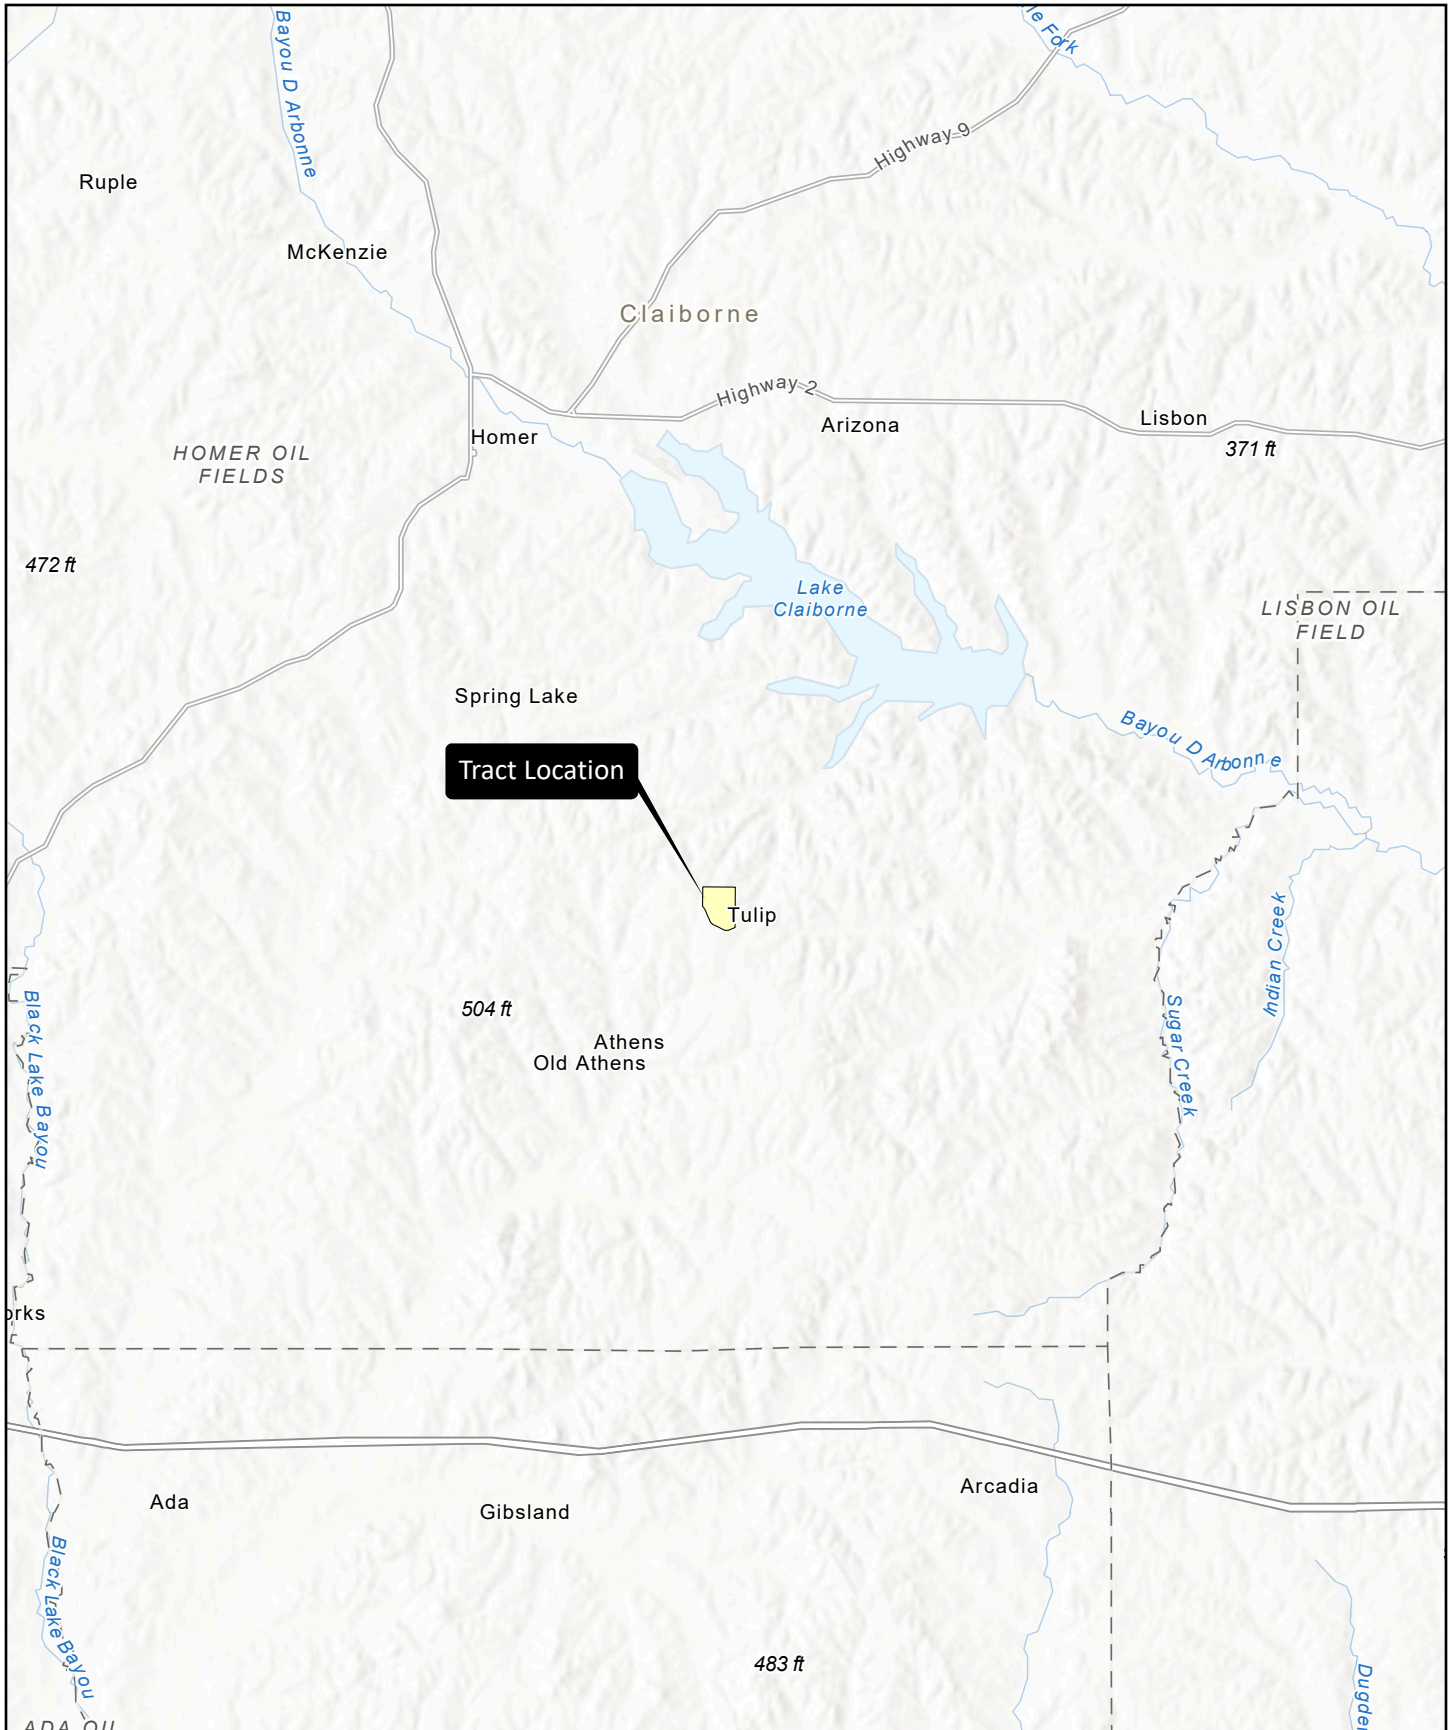 Bayou D Arbonne
le Fork
Highway 9
Ruple
McKenzie
Claiborne
Highway 2
Arizona
Lisbon
Homer
371 ft
HOMER OIL
FIELDS
472 ft
Lake
Claiborne
LISBON OIL
FIELD
Spring Lake
Bayou D Arbonne
Tract Location
Tulip
Indian Creek
Black Lake Bayou
Sugar Creek
504 ft
Athens
Old Athens
orks
Arcadia
Ada
Gibsland
Black Lake Bayou
483 ft
Dugde
ADA OIL